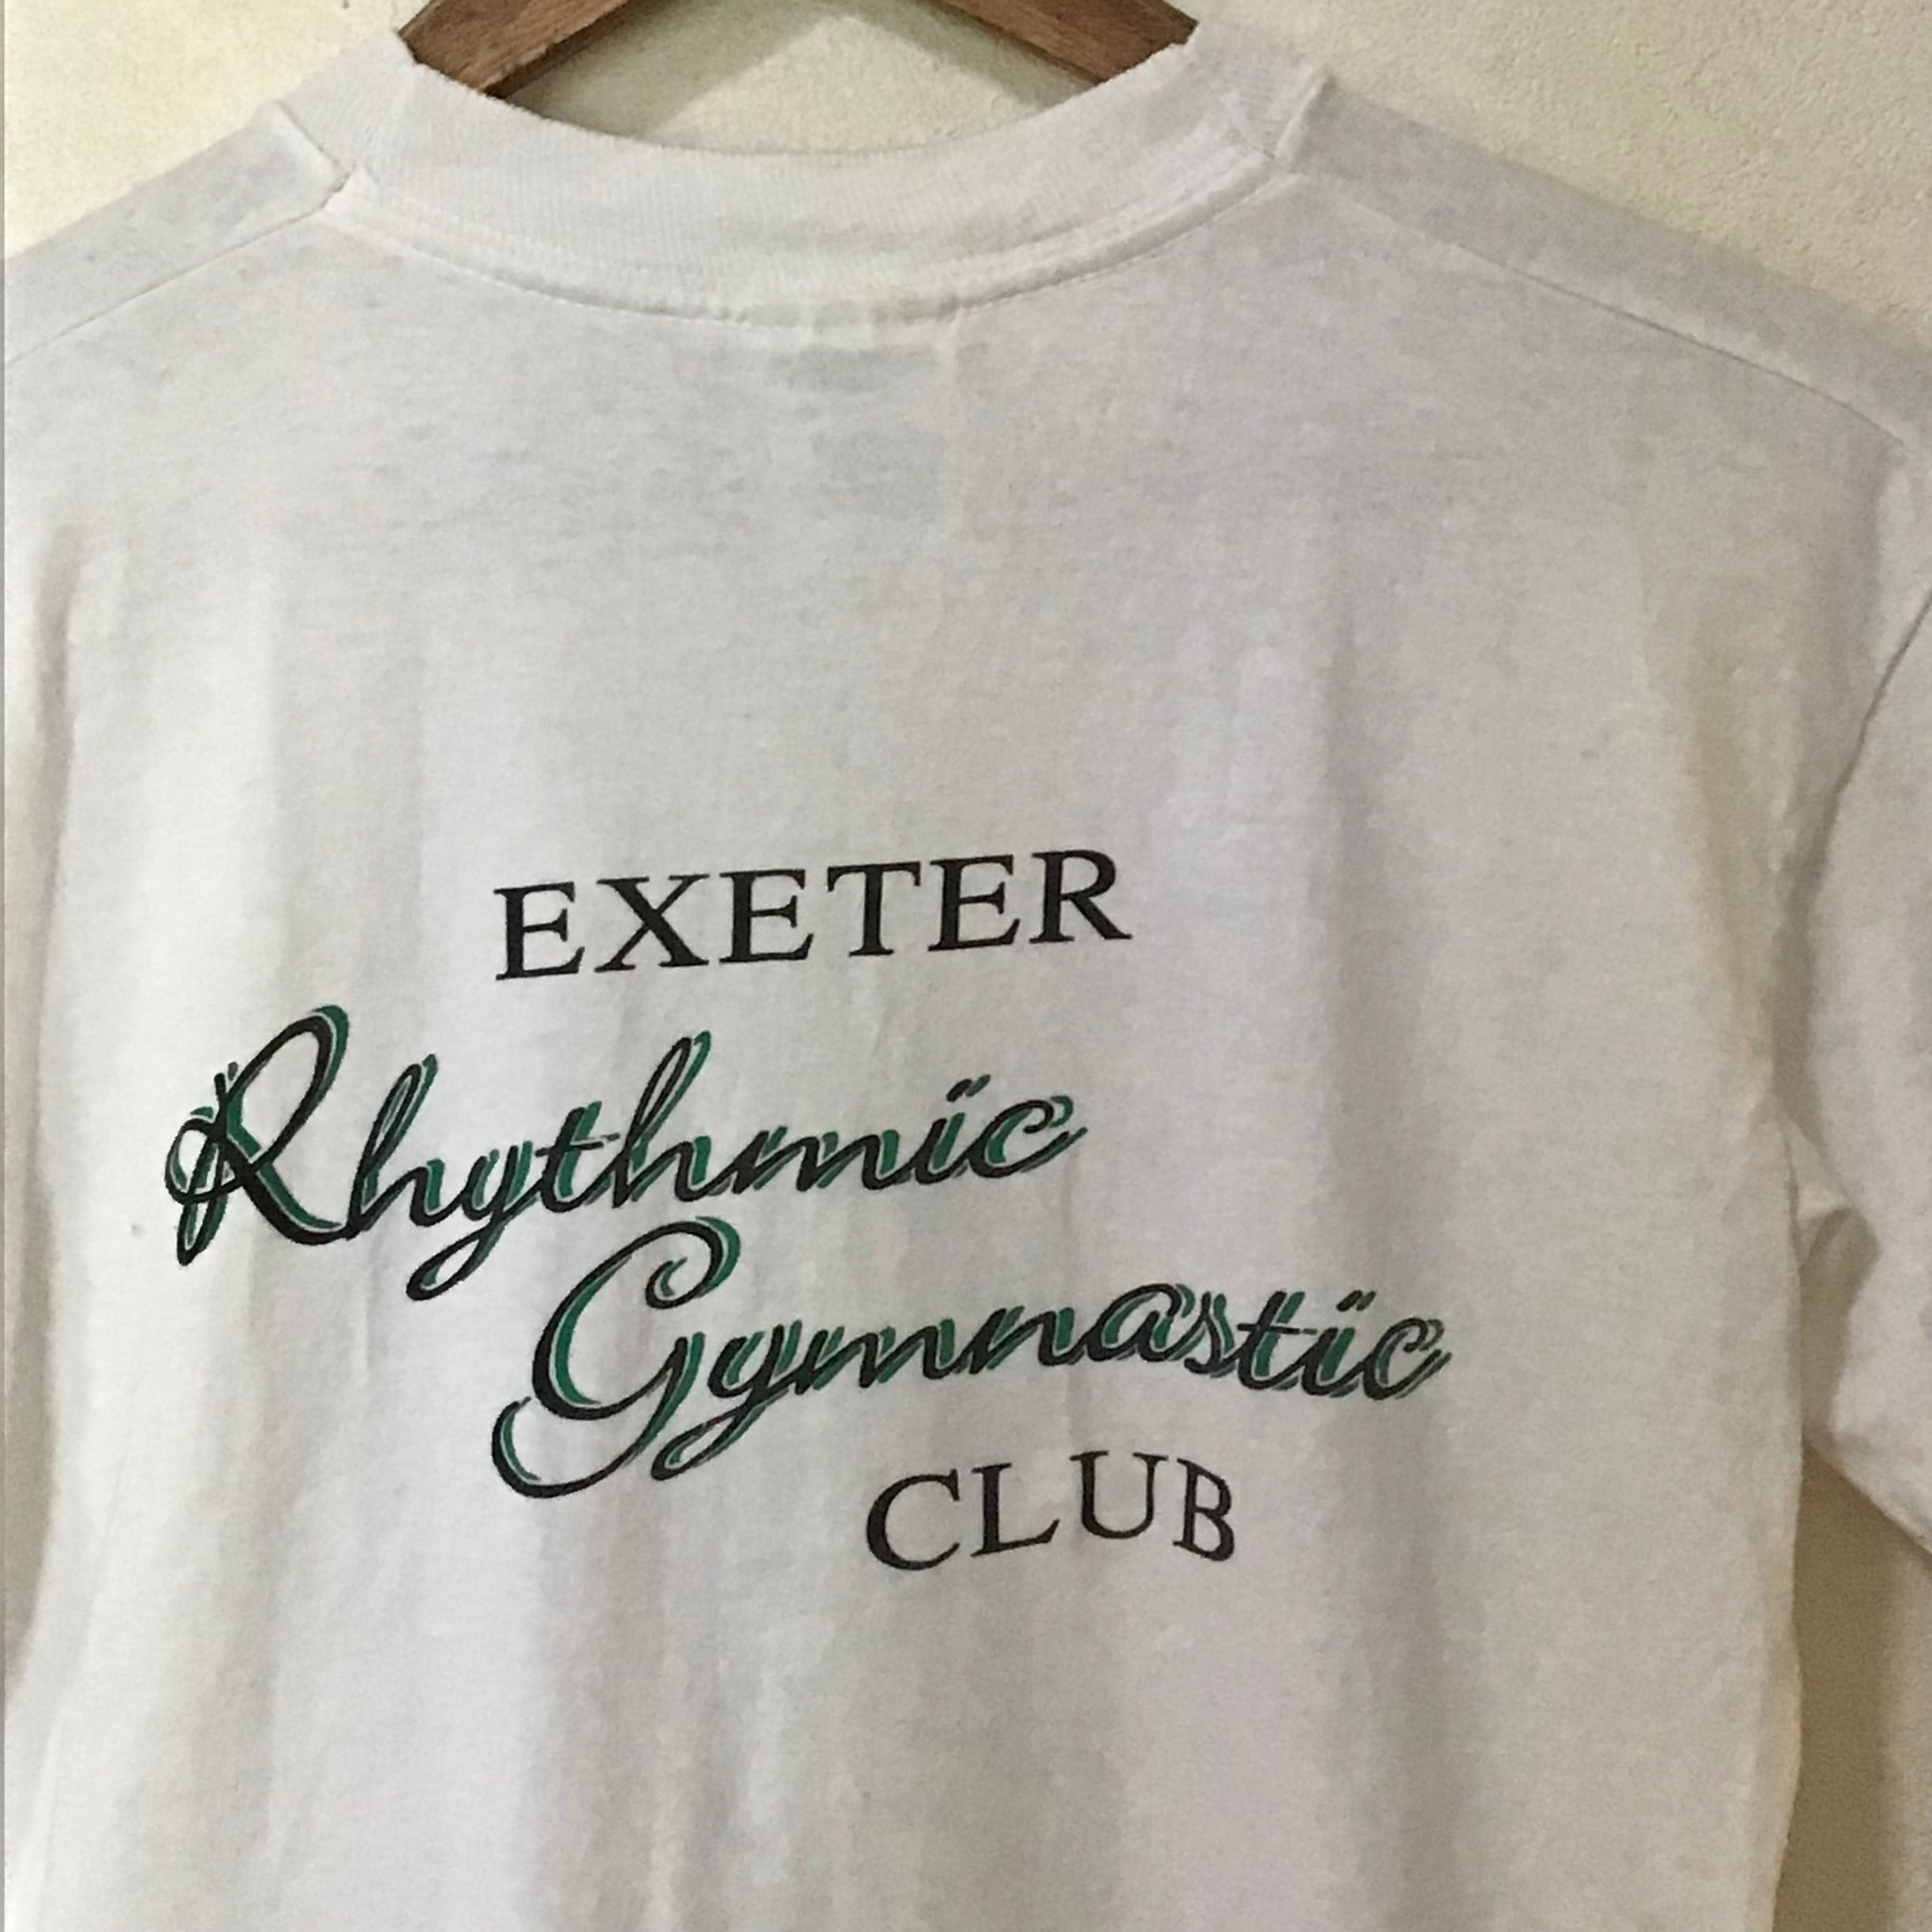 EXETER
Rhythmic
Gymnastic
CLUB